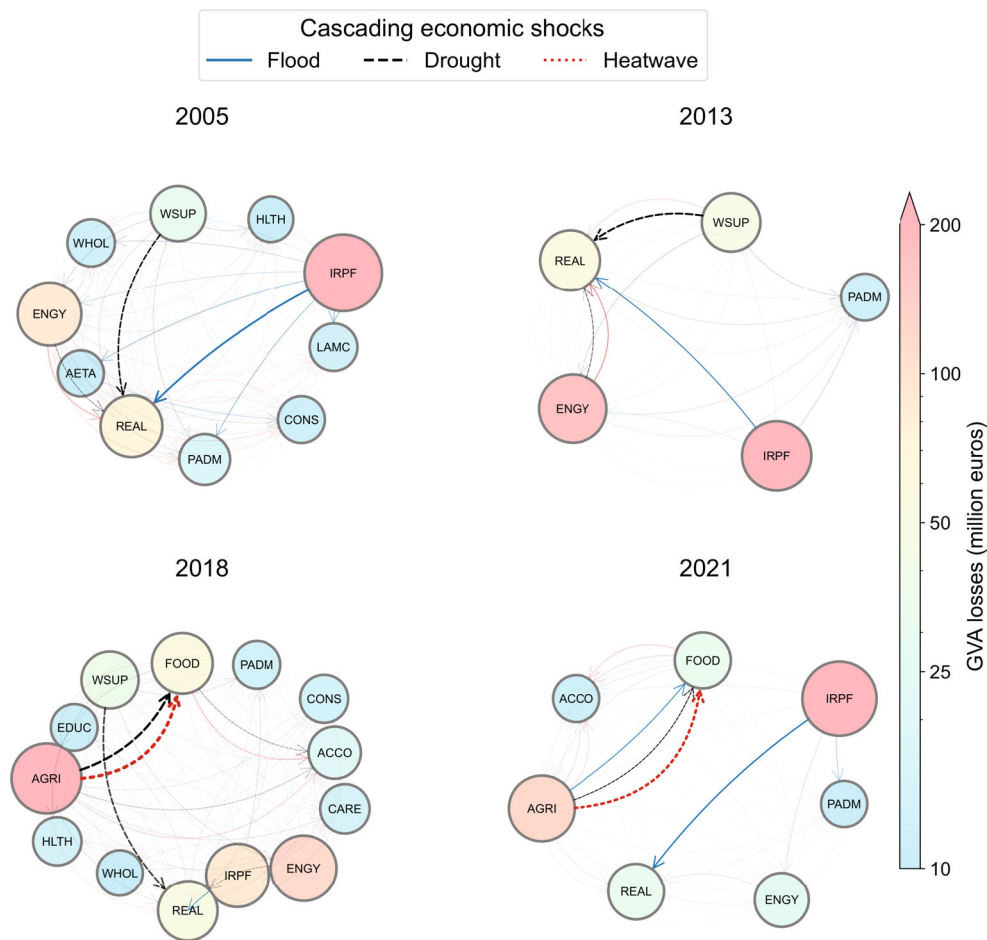 Cascading economic shocks
Flood Drought Heatwave
2005
2013
WSUP
HLTH
WHOL
IRPF
ENGY
LAMC
AETA
REAL
CONS
PADM
WSUP
REAL
PADM
ENGY
IRPF
200
100
50
25
10
GVA losses (million euros)
2018
2021
FOOD
PADM
WSUP
CONS
EDUC
ACCO
AGRI
CARE
HLTH
WHOL
IRPF
ENGY
REAL
FOOD
ACCO
IRPF
AGRI
PADM
REAL
ENGY